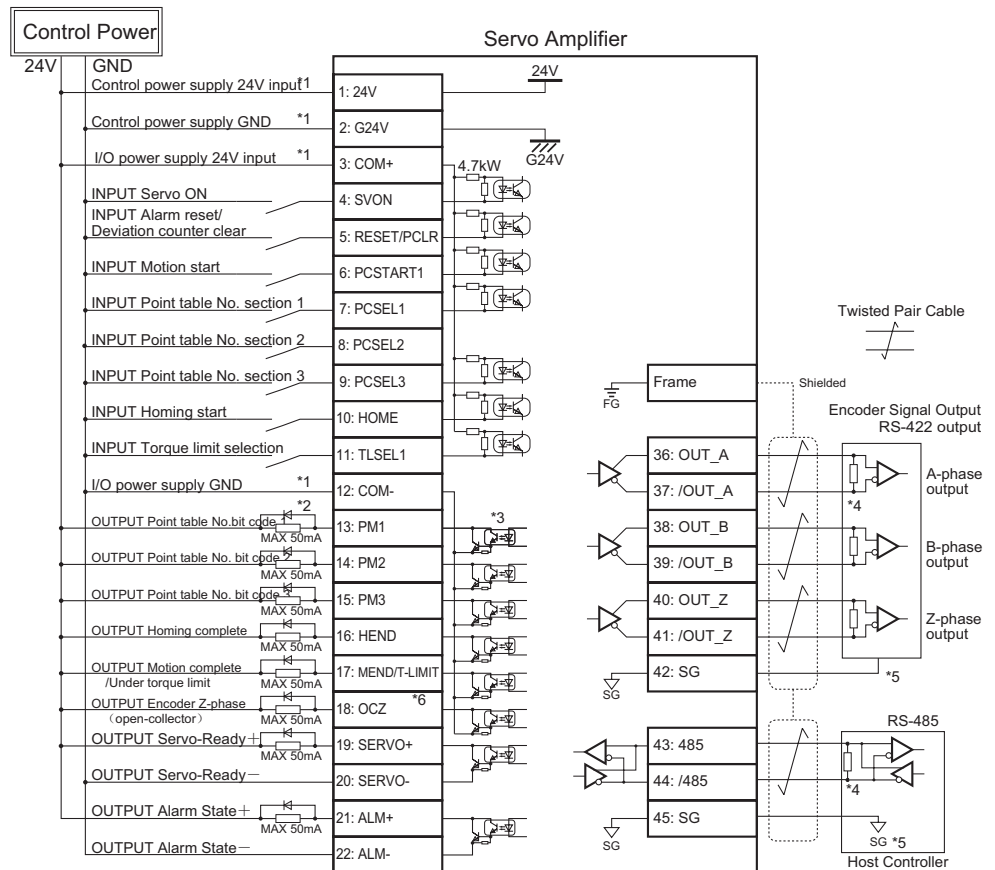 Control Power
Servo Amplifier
24V
GND
24V
Control power supply 24V input*1
1: 24V
Control power supply GND *1
2: G24V
G24V
I/O power supply 24V input *1
3: COM+
4.7kW
INPUT Servo ON
4: SVON
INPUT Alarm reset/
Deviation counter clear
5: RESET/PCLR
INPUT Motion start
6: PCSTART1
INPUT Point table No. section 1
7: PCSEL1
INPUT Point table No. section 2
8: PCSEL2
INPUT Point table No. section 3
9: PCSEL3
INPUT Homing start
10: HOME
INPUT Torque limit selection
11: TLSEL1
I/O power supply GND *1
12: COM-
*2
OUTPUT Point table No.bit code 1
MAX 50mA
13: PM1
*3
OUTPUT Point table No. bit code 2
MAX 50mA
14: PM2
OUTPUT Point table No. bit code 3
MAX 50mA
15: PM3
OUTPUT Homing complete
MAX 50mA
16: HEND
OUTPUT Motion complete
/Under torque limit
MAX 50mA
17: MEND/T-LIMIT
*6
OUTPUT Encoder Z-phase
（open-collector）
MAX 50mA
18: OCZ
OUTPUT Servo-Ready＋
MAX 50mA
19: SERVO+
OUTPUT Servo-Ready－
20: SERVO-
OUTPUT Alarm State＋
MAX 50mA
21: ALM+
OUTPUT Alarm State－
22: ALM-
Twisted Pair Cable
Frame
FG
Shielded
Encoder Signal Output
RS-422 output
36: OUT_A
37: /OUT_A
*4
A-phase
output
38: OUT_B
39: /OUT_B
B-phase
output
40: OUT_Z
41: /OUT_Z
Z-phase
output
42: SG
SG
*5
RS-485
43: 485
44: /485
*4
45: SG
SG
SG *5
Host Controller